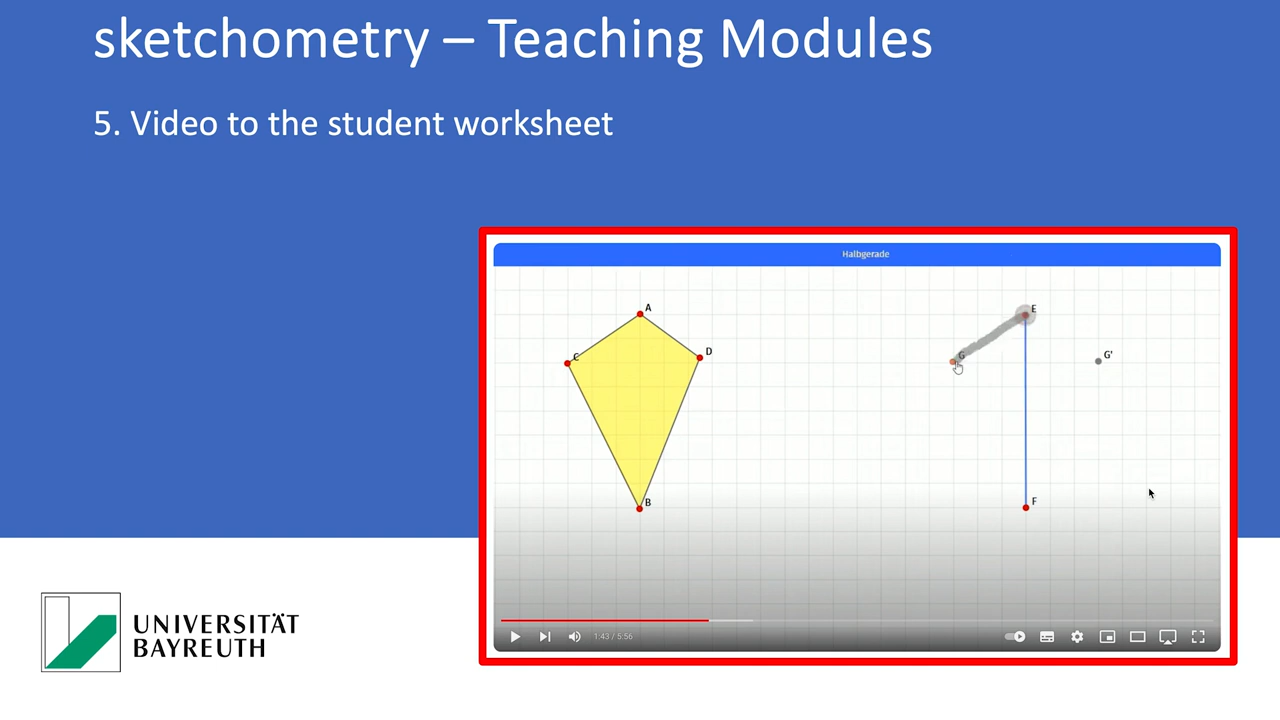 sketchometry – Teaching Modules
5. Video to the student worksheet
Halbgerade
A
C
D
B
E
G
G'
F
1:43 / 5:56
UNIVERSITÄT
BAYREUTH